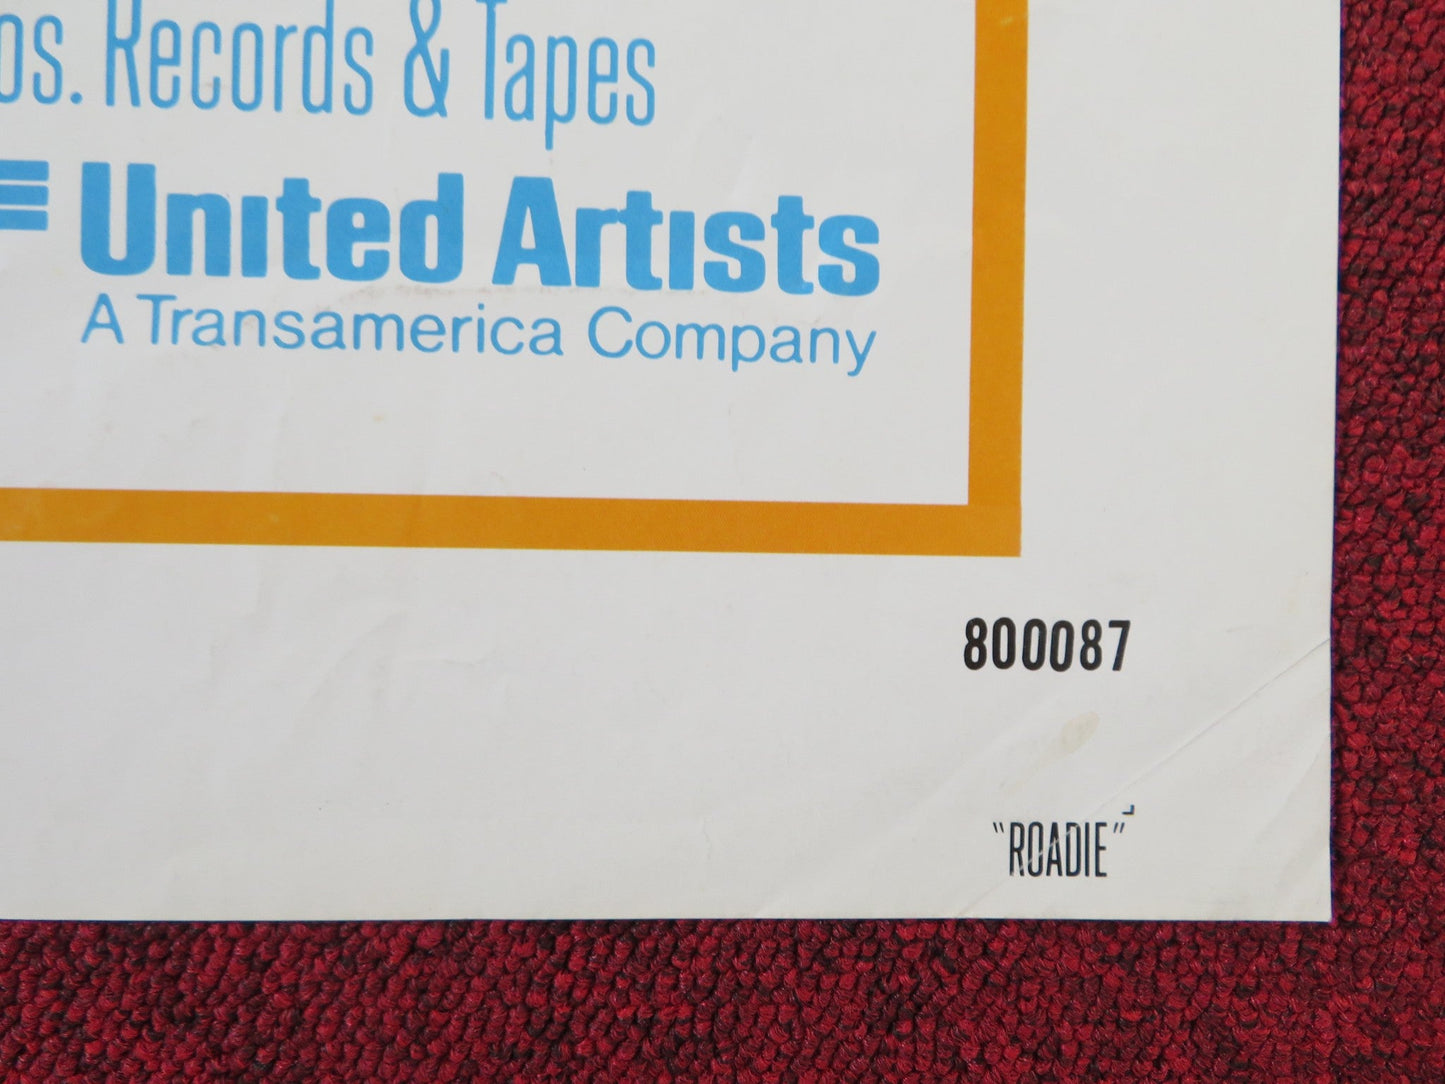 os. Records & Tapes
United Artists
A Transamerica Company
800087
"ROADIE"